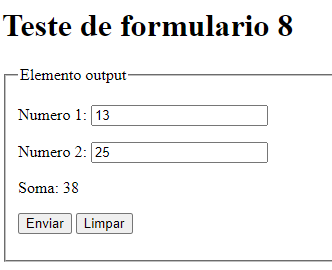 Teste de formulario 8
Elemento output
Numero 1: 13
Numero 2: 25
Soma: 38
Enviar Limpar